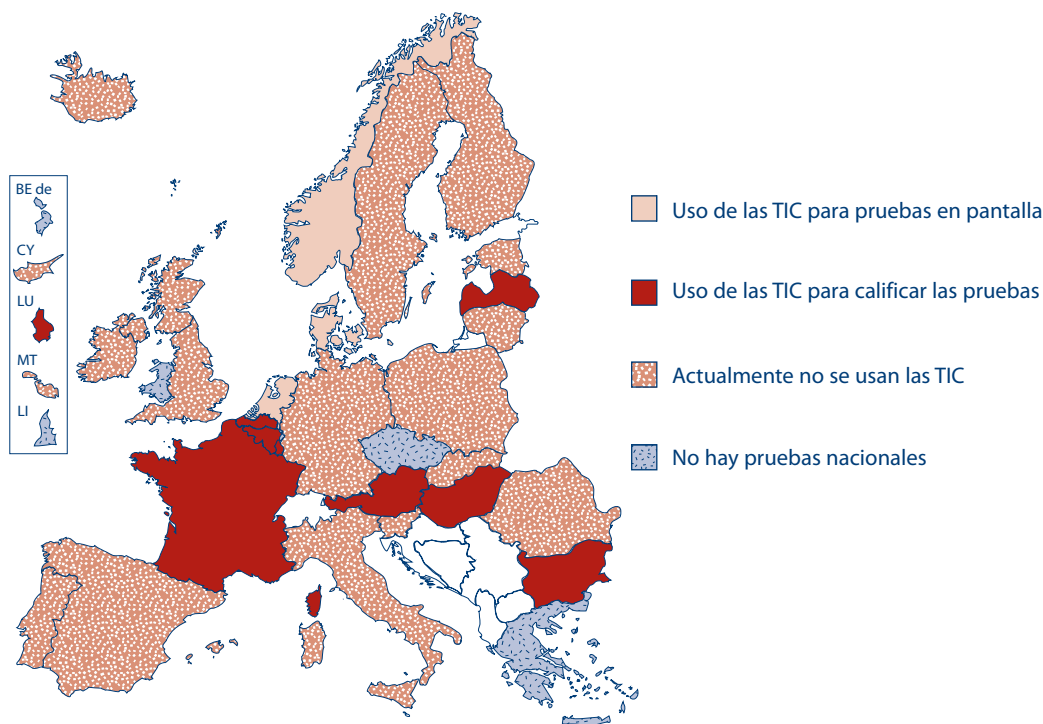 BE de
CY
LU
MT
LI
Uso de las TIC para pruebas en pantalla
Uso de las TIC para calificar las pruebas
Actualmente no se usan las TIC
No hay pruebas nacionales